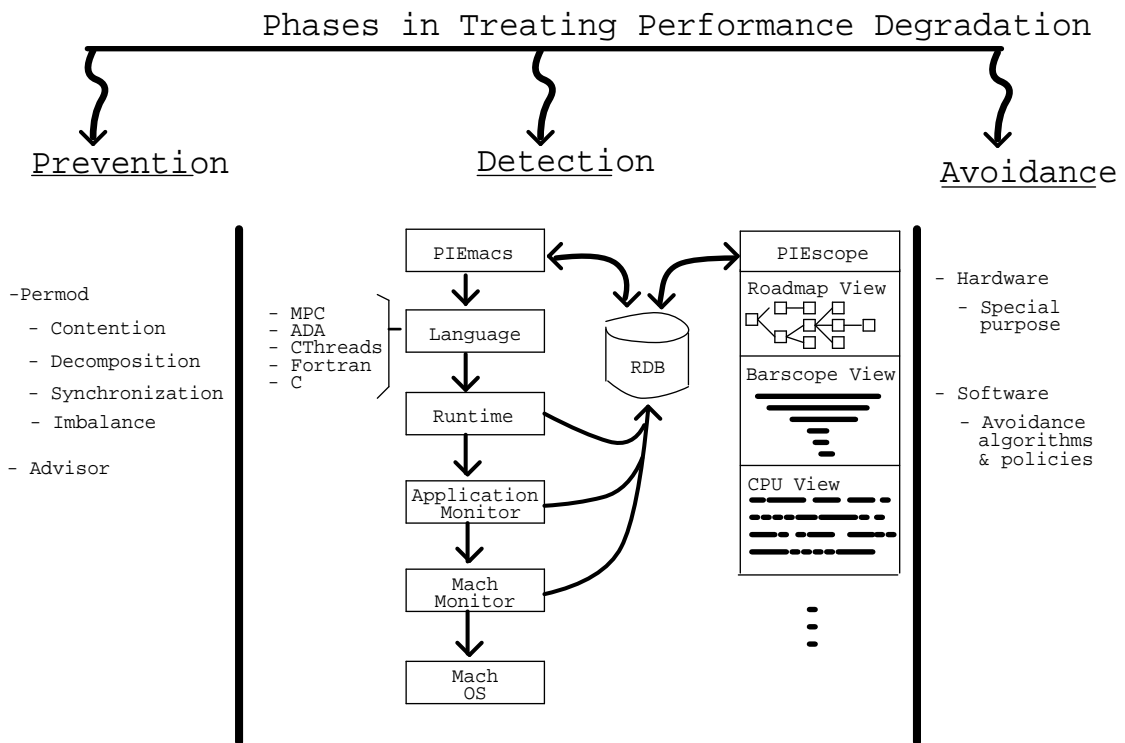 Phases in Treating Performance Degradation
Prevention
Detection
Avoidance
-Permod
- Contention
- Decomposition
- Synchronization
- Imbalance
- Advisor
- MPC
- ADA
- CThreads
- Fortran
- C
PIEmacs
Language
Runtime
Application
Monitor
Mach
Monitor
Mach
OS
RDB
PIEscope
Roadmap View
Barscope View
CPU View
- Hardware
- Special
purpose
- Software
- Avoidance
algorithms
& policies